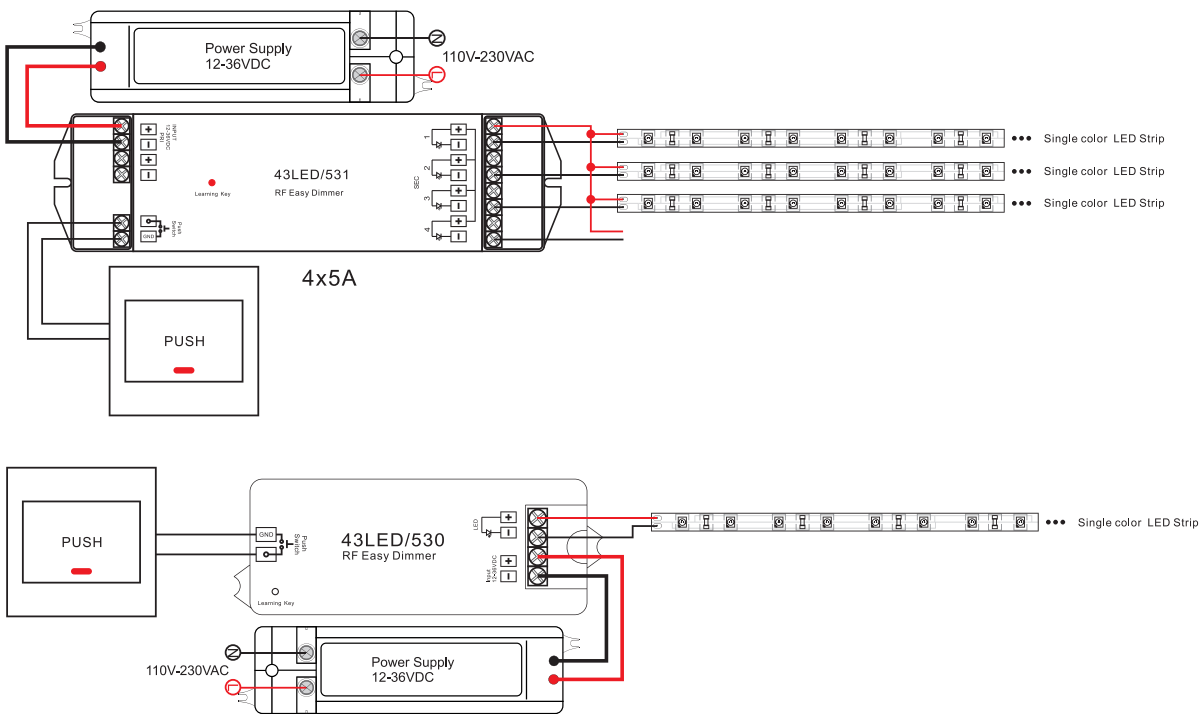 Power Supply
12-36VDC
N
110V-230VAC
L
INPUT
12-36VDC
PRI
+
-
+
-
43LED/531
RF Easy Dimmer
Learning Key
Push
Switch
GND
SEC
1
+
-
2
+
-
3
+
-
4
+
-
Single color LED Strip
Single color LED Strip
Single color LED Strip
4x5A
PUSH
PUSH
GND
Push
Switch
43LED/530
RF Easy Dimmer
Learning Key
LED
+
-
Input
12-36VDC
+
-
Single color LED Strip
N
110V-230VAC
L
Power Supply
12-36VDC